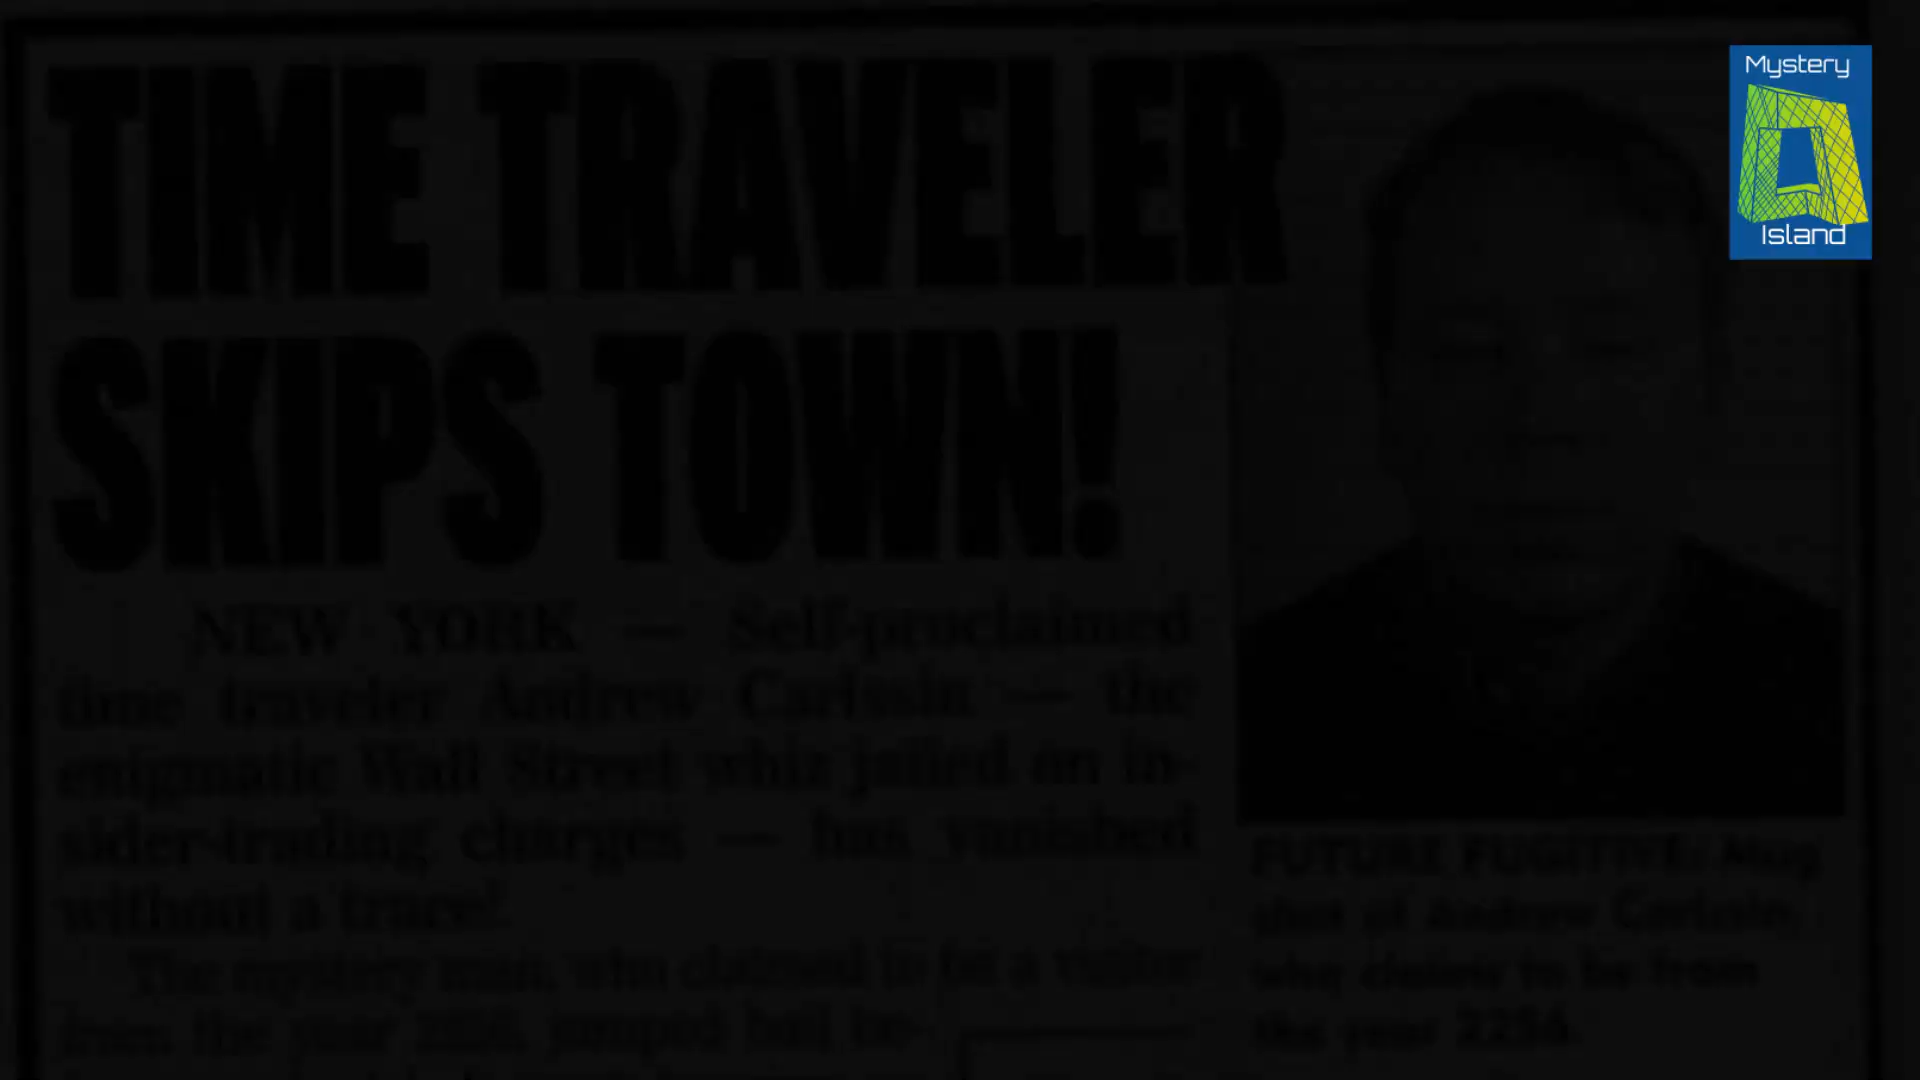 TIME TRAVELER
SKIPS TOWN!
NEW YORK — Self-proclaimed
time traveler Andrew Carlssin — the
enigmatic Wall Street whiz jailed on in-
sider-trading charges — has vanished
without a trace!
The mystery man, who claimed to be a visitor
from the year 2256, jumped bail be-
FUTURE FUGITIVE: Mug
shot of Andrew Carlssin,
who claims to be from
the year 2256.
Mystery
Island